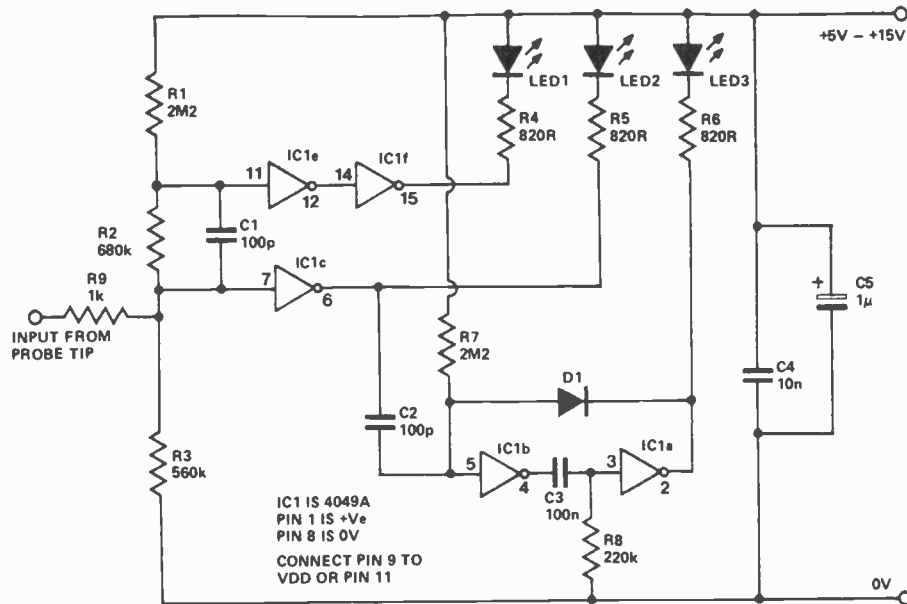 +5V – +15V
LED1
LED2
LED3
R1
2M2
R4
820R
R5
820R
R6
820R
IC1e
IC1f
11
12
14
15
R2
680k
C1
100p
IC1c
7
6
R9
1k
INPUT FROM
PROBE TIP
R7
2M2
D1
+
C5
1µ
C4
10n
C2
100p
R3
560k
IC1b
5
4
C3
100n
IC1a
3
2
R8
220k
IC1 IS 4049A
PIN 1 IS +Ve
PIN 8 IS 0V
CONNECT PIN 9 TO
VDD OR PIN 11
0V